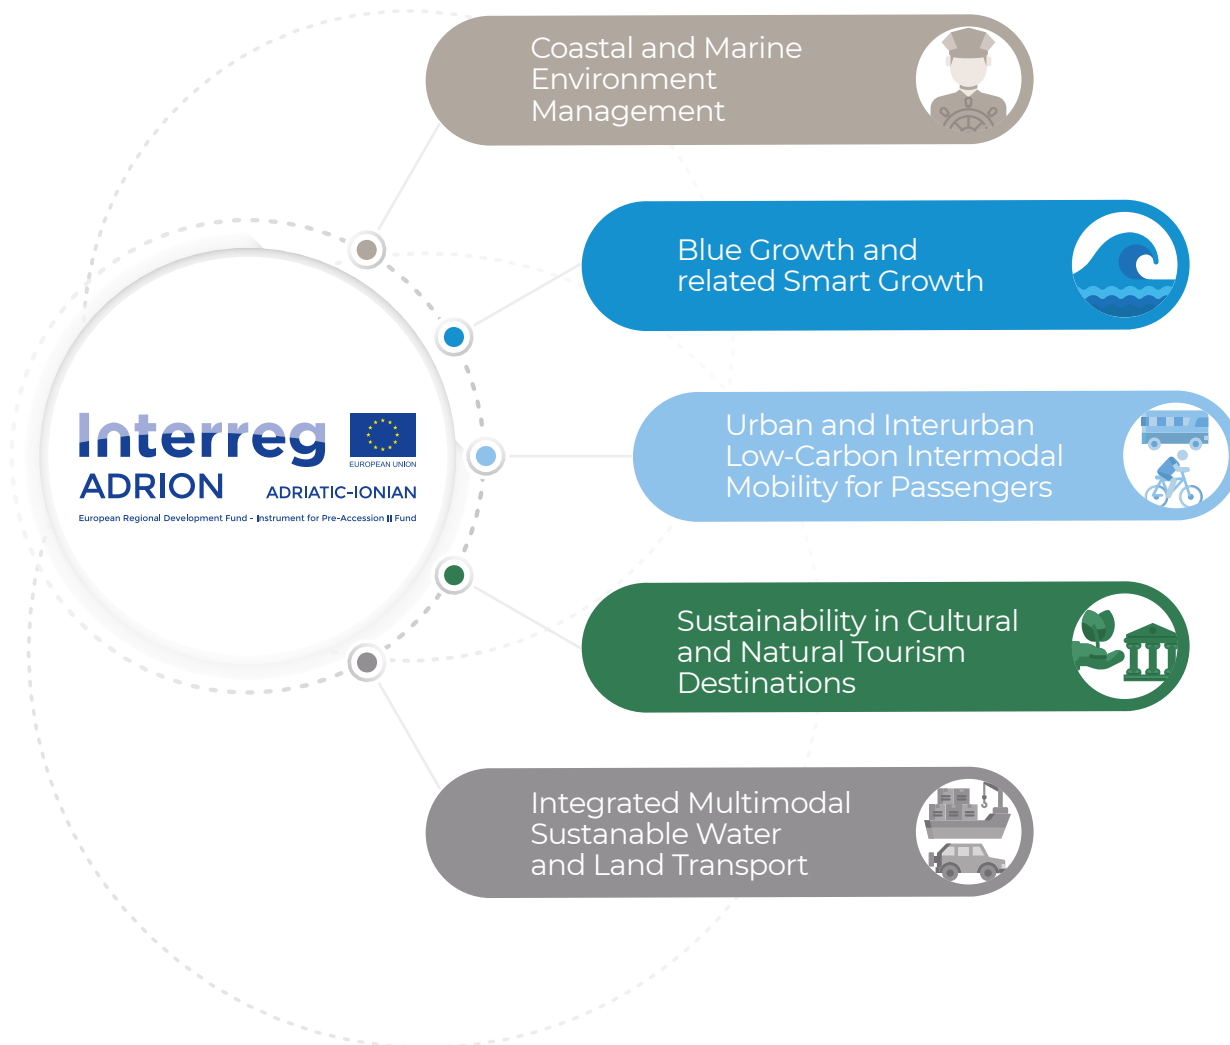 Coastal and Marine
Environment
Management
Blue Growth and
related Smart Growth
Interreg
EUROPEAN UNION
ADRION
ADRIATIC-IONIAN
European Regional Development Fund - Instrument for Pre-Accession II Fund
Urban and Interurban
Low-Carbon Intermodal
Mobility for Passengers
Sustainability in Cultural
and Natural Tourism
Destinations
Integrated Multimodal
Sustanable Water
and Land Transport